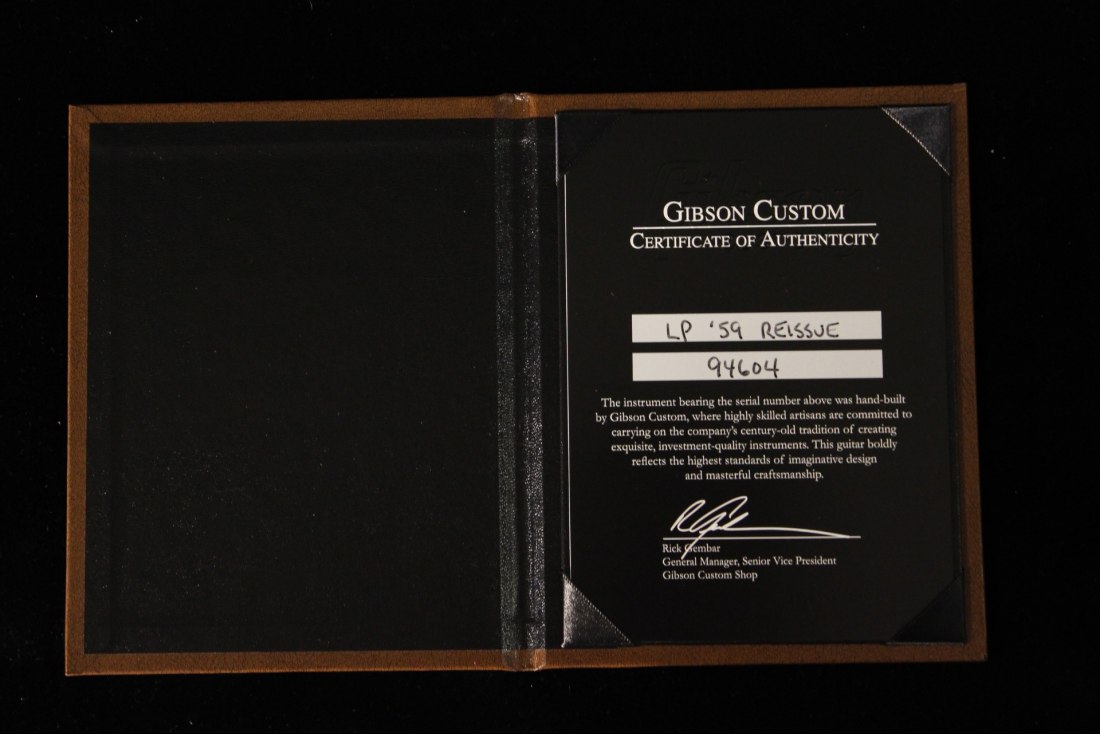 GIBSON CUSTOM
CERTIFICATE OF AUTHENTICITY
LP '59 REISSUE
94604
The instrument bearing the serial number above was hand-built
by Gibson Custom, where highly skilled artisans are committed to
carrying on the company's century-old tradition of creating
exquisite, investment-quality instruments. This guitar boldly
reflects the highest standards of imaginative design
and masterful craftsmanship.
Rick Gembar
General Manager, Senior Vice President
Gibson Custom Shop